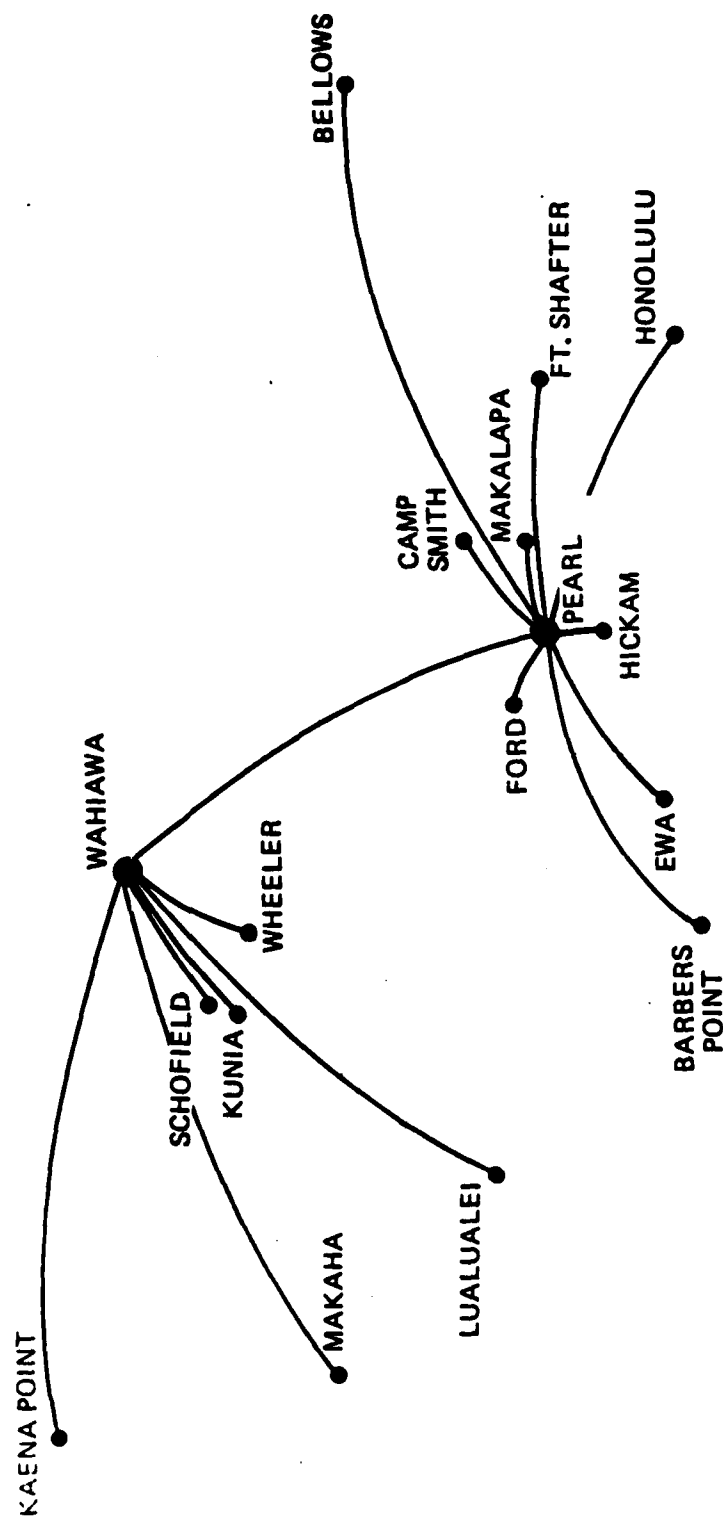 KAENA POINT
WAHIAWA
BELLOWS
SCHOFIELD
KUNIA
WHEELER
MAKAHA
CAMP
SMITH
LUALUALEI
FORD
MAKALAPA
FT. SHAFTER
PEARL
HICKAM
HONOLULU
EWA
BARBERS
POINT